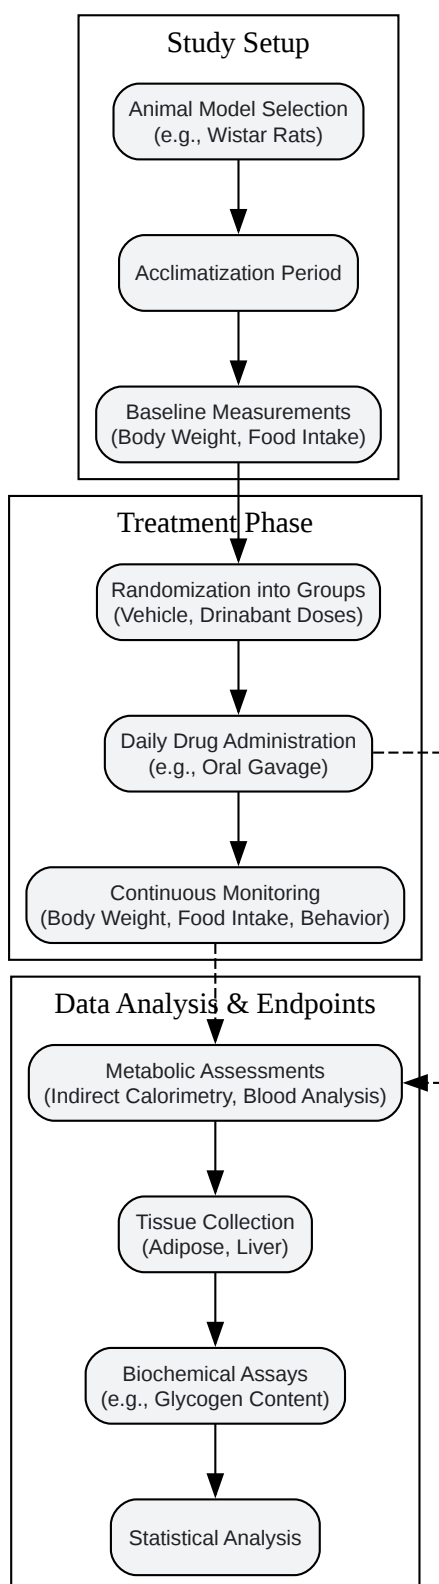 Study Setup
Animal Model Selection
(e.g., Wistar Rats)
Acclimatization Period
Baseline Measurements
(Body Weight, Food Intake)
Treatment Phase
Randomization into Groups
(Vehicle, Drinabant Doses)
Daily Drug Administration
(e.g., Oral Gavage)
Continuous Monitoring
(Body Weight, Food Intake, Behavior)
Data Analysis & Endpoints
Metabolic Assessments
(Indirect Calorimetry, Blood Analysis)
Tissue Collection
(Adipose, Liver)
Biochemical Assays
(e.g., Glycogen Content)
Statistical Analysis